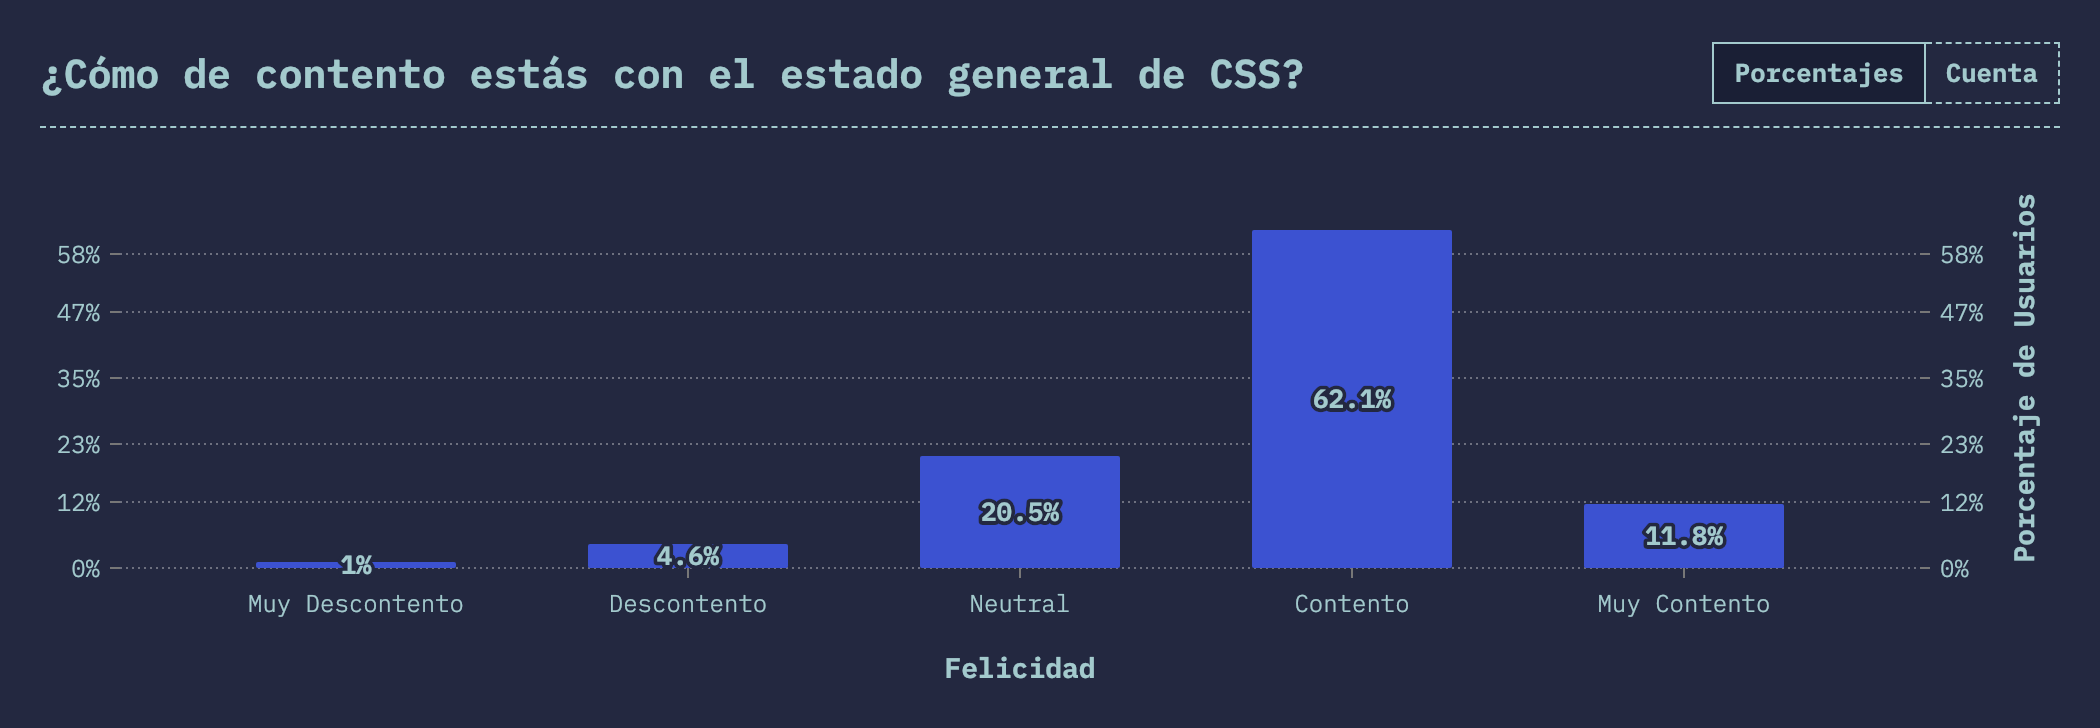 ¿Cómo de contento estás con el estado general de CSS?
Porcentajes
Cuenta
58%
47%
35%
23%
12%
0%
1%
4.6%
20.5%
62.1%
11.8%
58%
47%
35%
23%
12%
0%
Porcentaje de Usuarios
Muy Descontento
Descontento
Neutral
Contento
Muy Contento
Felicidad